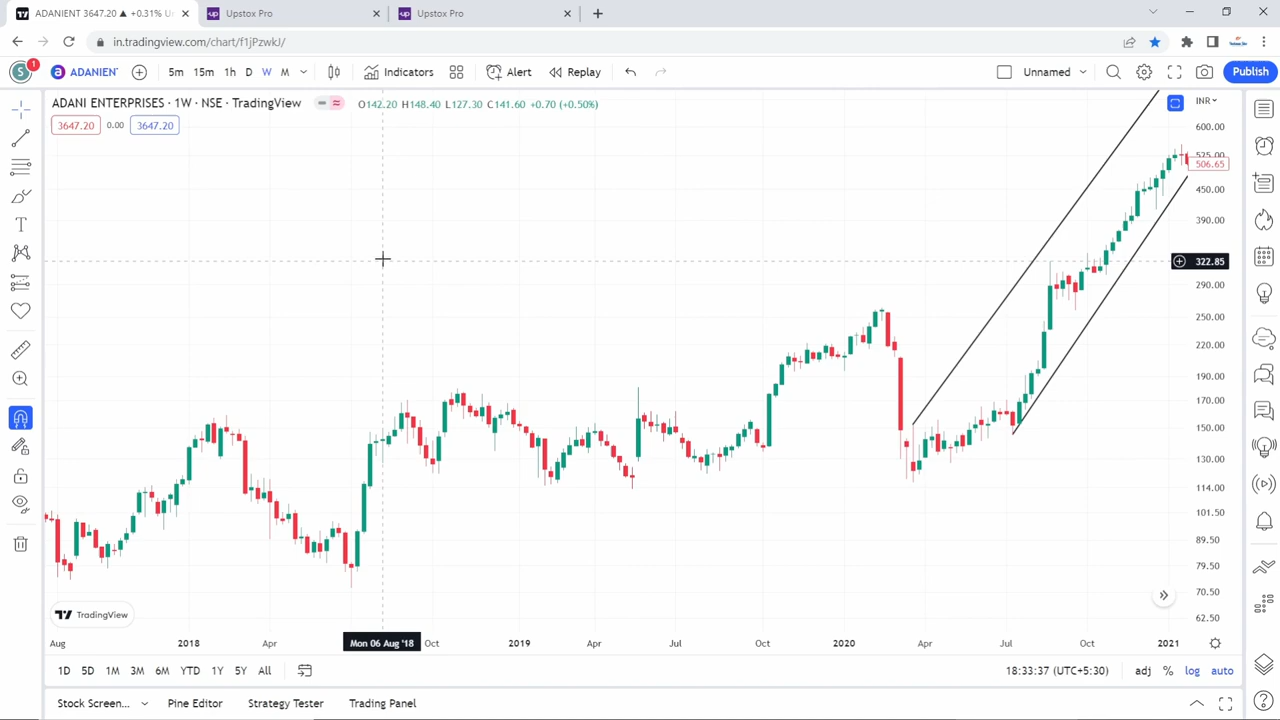 ADANIENT 3647.20 ▲ +0.31% Un
Upstox Pro
Upstox Pro
in.tradingview.com/chart/f1jPzwkJ/
S 1
ADANIENT
5m 15m 1h D W M
Indicators
Alert
Replay
Unnamed
Publish
ADANI ENTERPRISES · 1W · NSE · TradingView
O142.20 H148.40 L127.30 C141.60 +0.70 (+0.50%)
INR
3647.20 0.00 3647.20
600.00
525.00
506.65
450.00
390.00
322.85
290.00
250.00
220.00
190.00
170.00
150.00
130.00
114.00
101.50
89.50
79.50
70.50
62.50
TradingView
Aug 2018 Apr Mon 06 Aug '18 Oct 2019 Apr Jul Oct 2020 Apr Jul Oct 2021
1D 5D 1M 3M 6M YTD 1Y 5Y All
18:33:37 (UTC+5:30) adj % log auto
Stock Screen... Pine Editor Strategy Tester Trading Panel